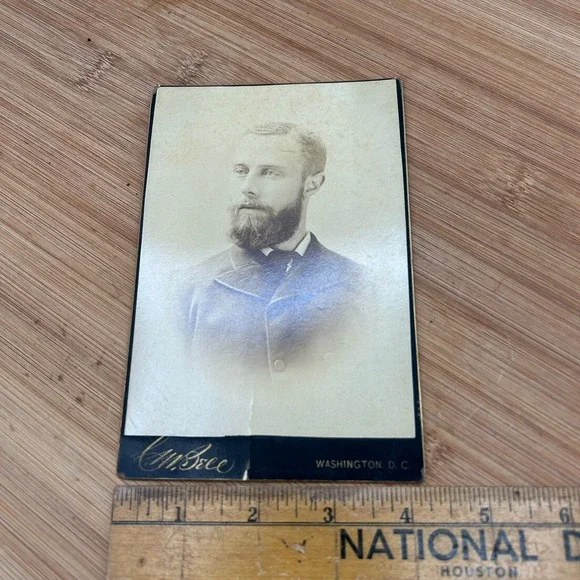 C.M. Bell
WASHINGTON D. C.
1 2 3 4 5 6
NATIONAL D
HOUSTON